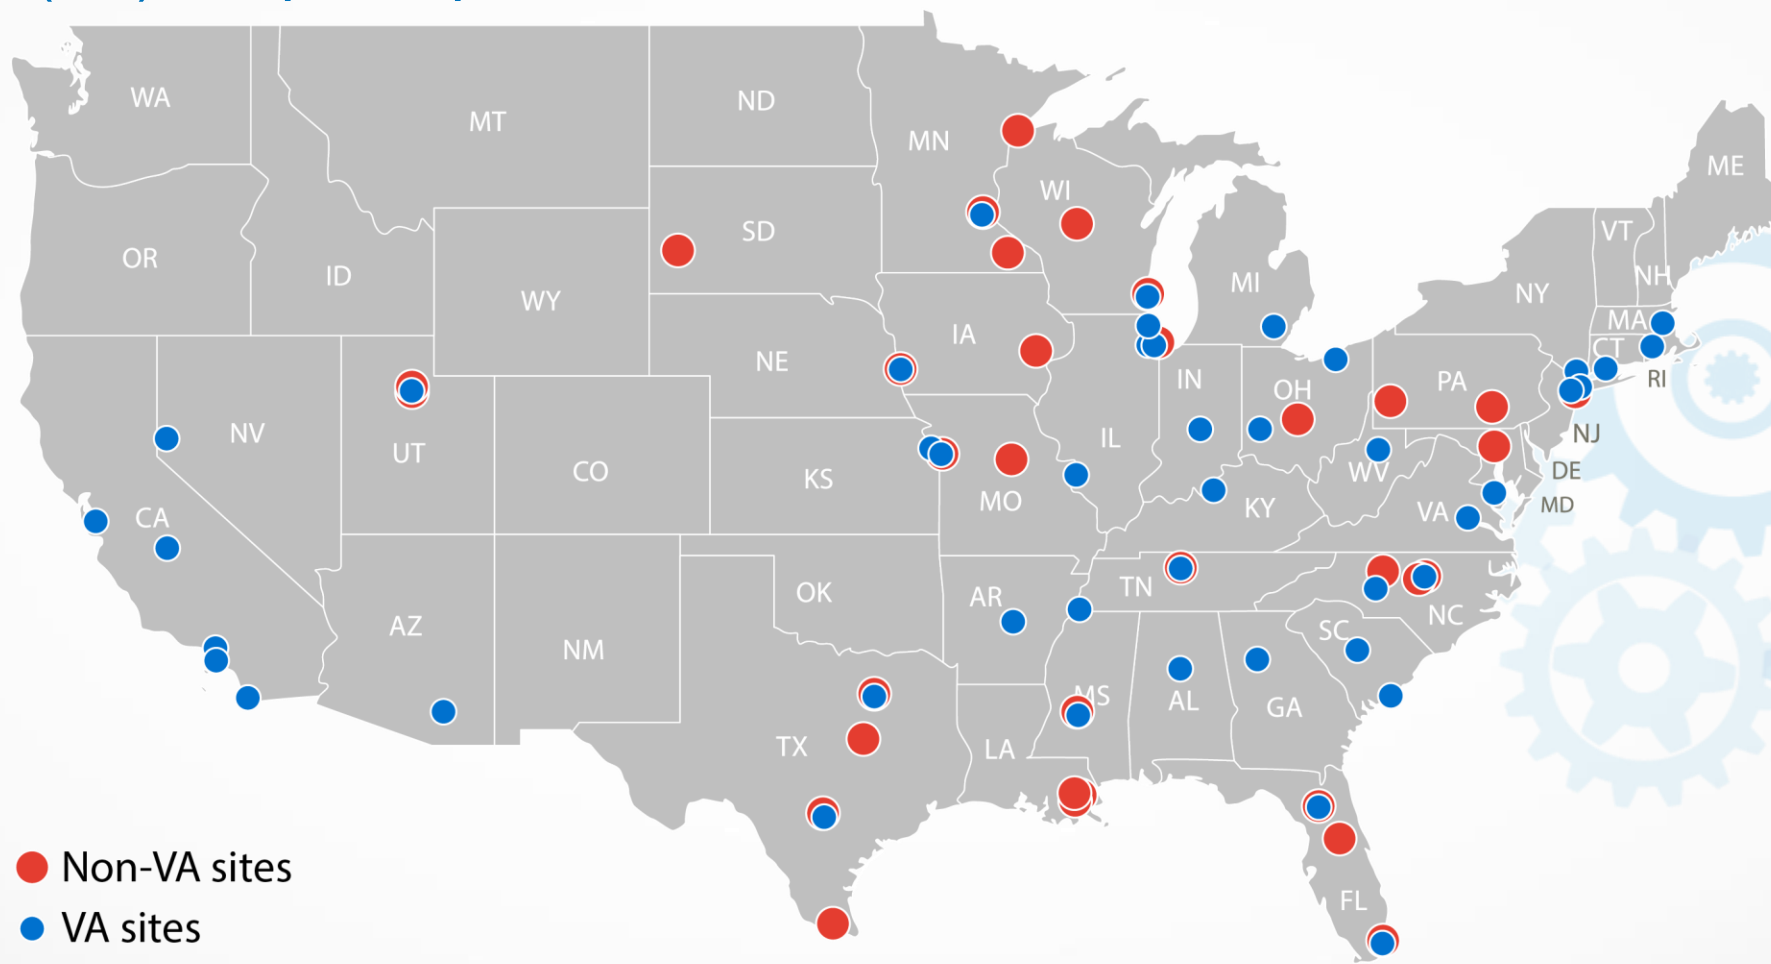 WA
MT
ND
MN
ME
WI
OR
ID
SD
VT
WY
MI
NH
NY
IA
MA
NE
CT
IN
OH
PA
RI
NV
UT
IL
NJ
CO
KS
WV
DE
MO
KY
MD
CA
VA
OK
AR
TN
AZ
NC
NM
SC
MS
AL
GA
TX
LA
FL
Non-VA sites
VA sites